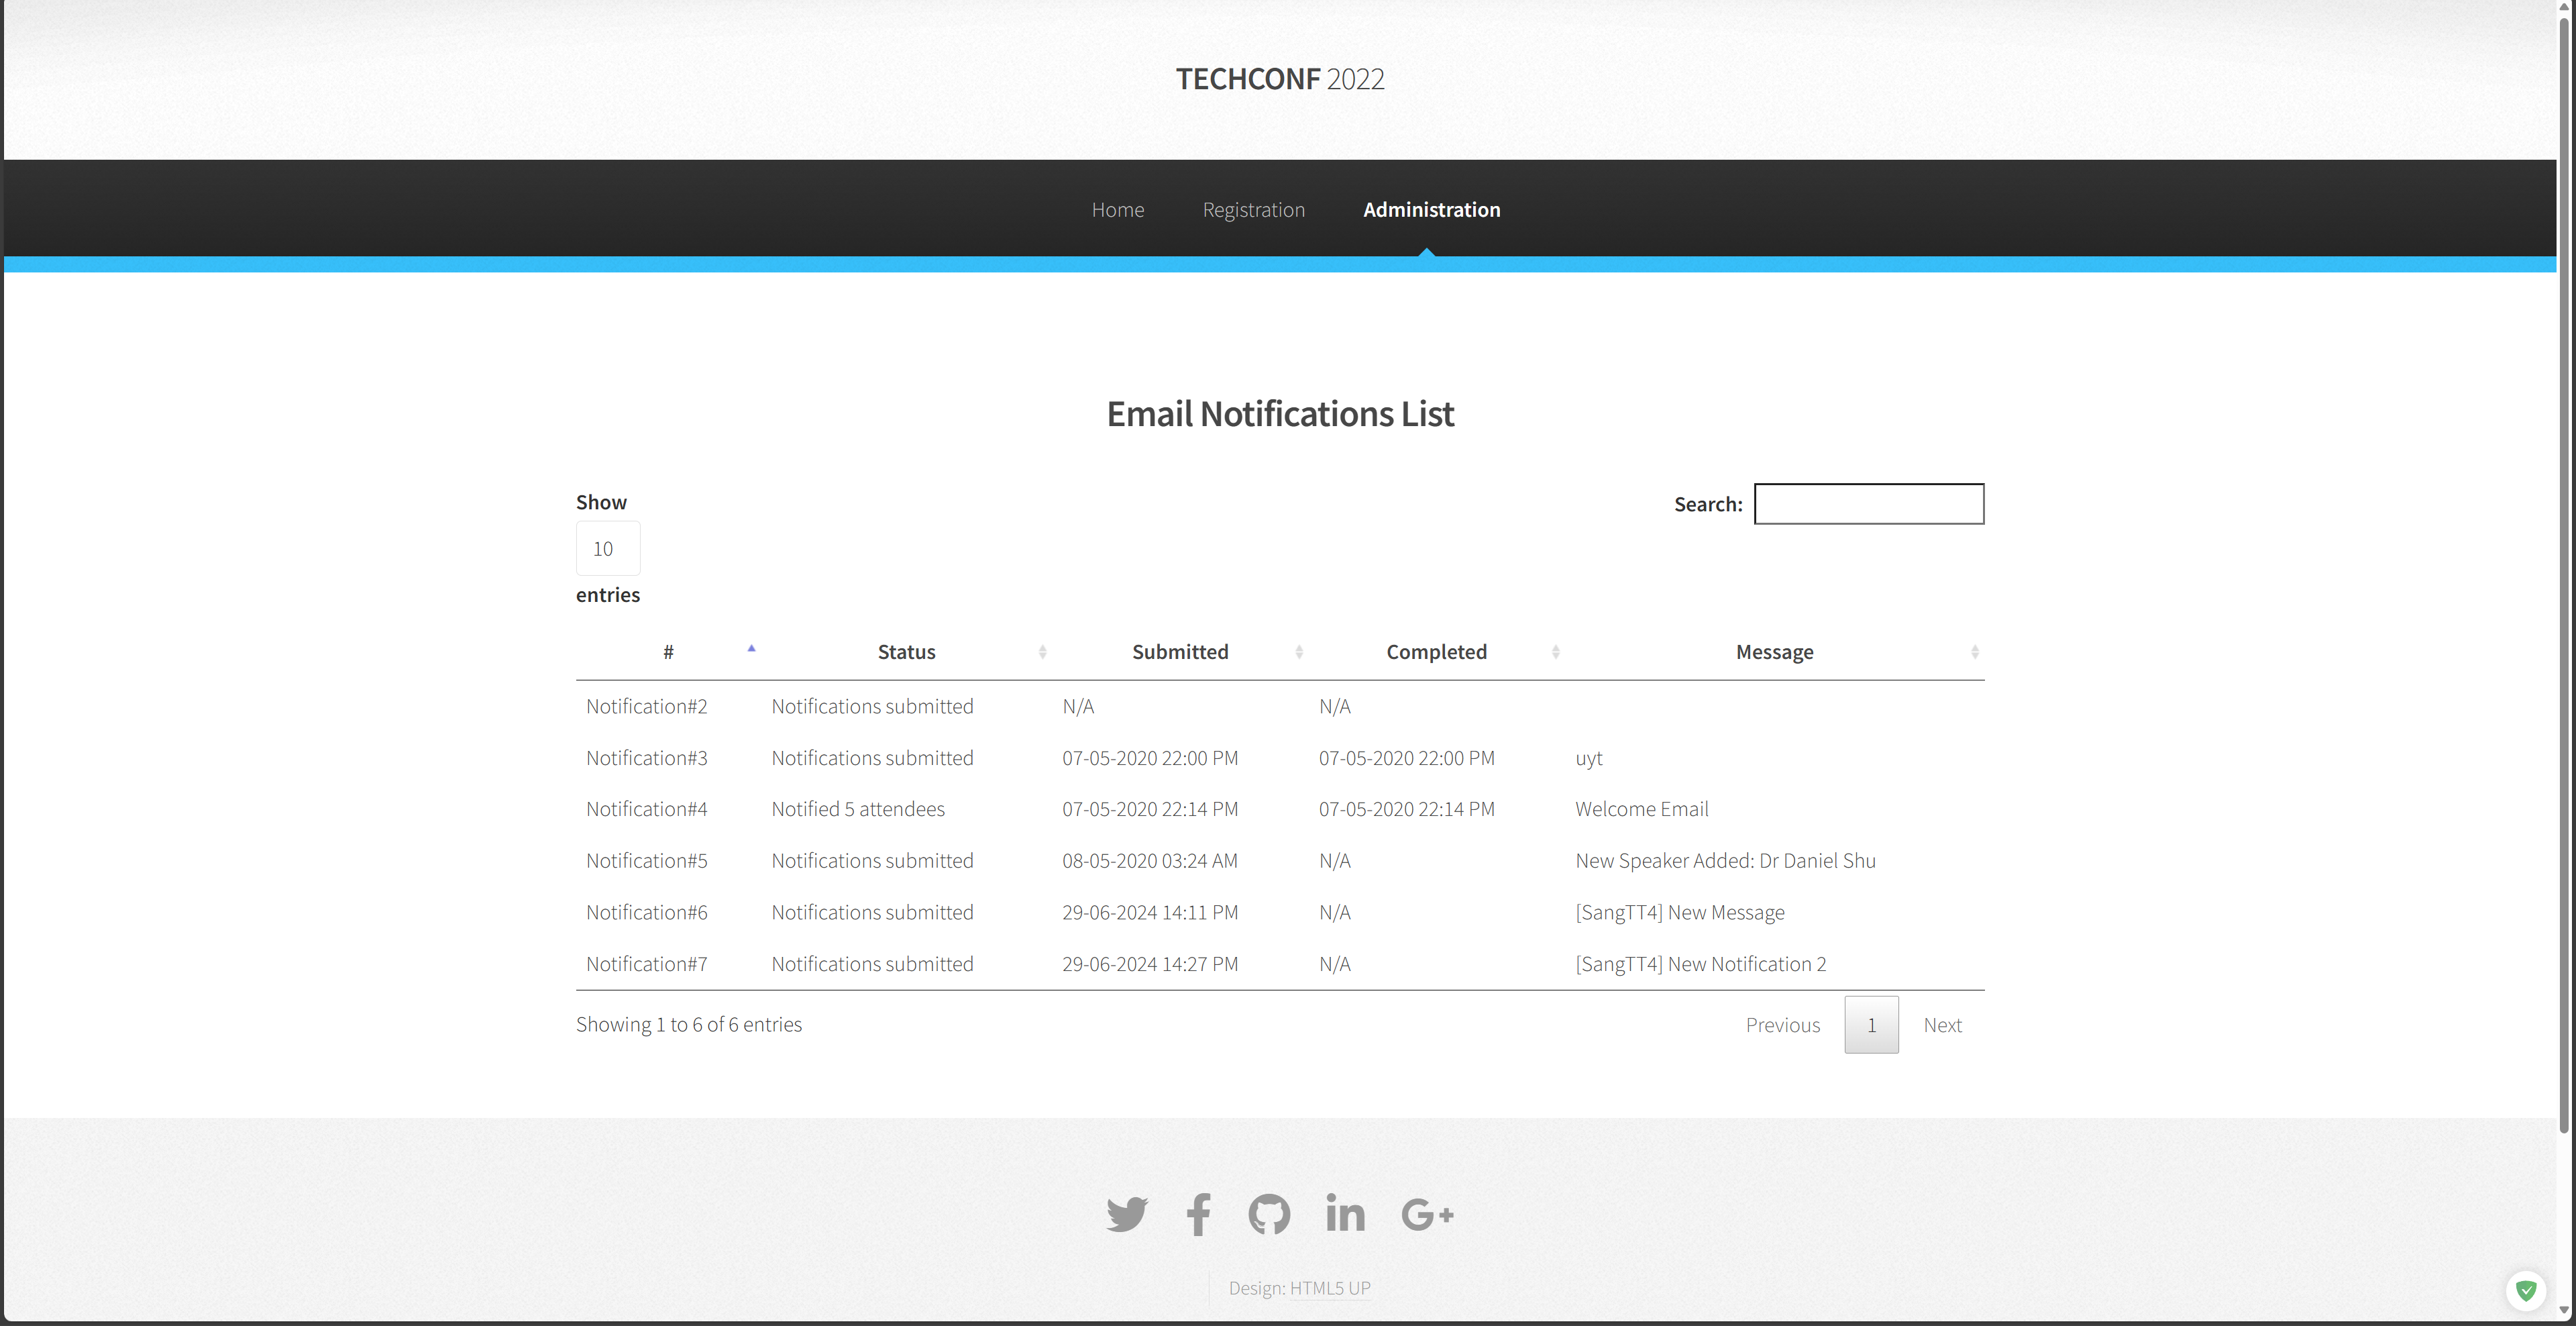 TECHCONF 2022
Home Registration Administration
Email Notifications List
Show
10
entries
Search:
# Status Submitted Completed Message
Notification#2 Notifications submitted N/A N/A
Notification#3 Notifications submitted 07-05-2020 22:00 PM 07-05-2020 22:00 PM uyt
Notification#4 Notified 5 attendees 07-05-2020 22:14 PM 07-05-2020 22:14 PM Welcome Email
Notification#5 Notifications submitted 08-05-2020 03:24 AM N/A New Speaker Added: Dr Daniel Shu
Notification#6 Notifications submitted 29-06-2024 14:11 PM N/A [SangTT4] New Message
Notification#7 Notifications submitted 29-06-2024 14:27 PM N/A [SangTT4] New Notification 2
Showing 1 to 6 of 6 entries
Previous 1 Next
Design: HTML5 UP